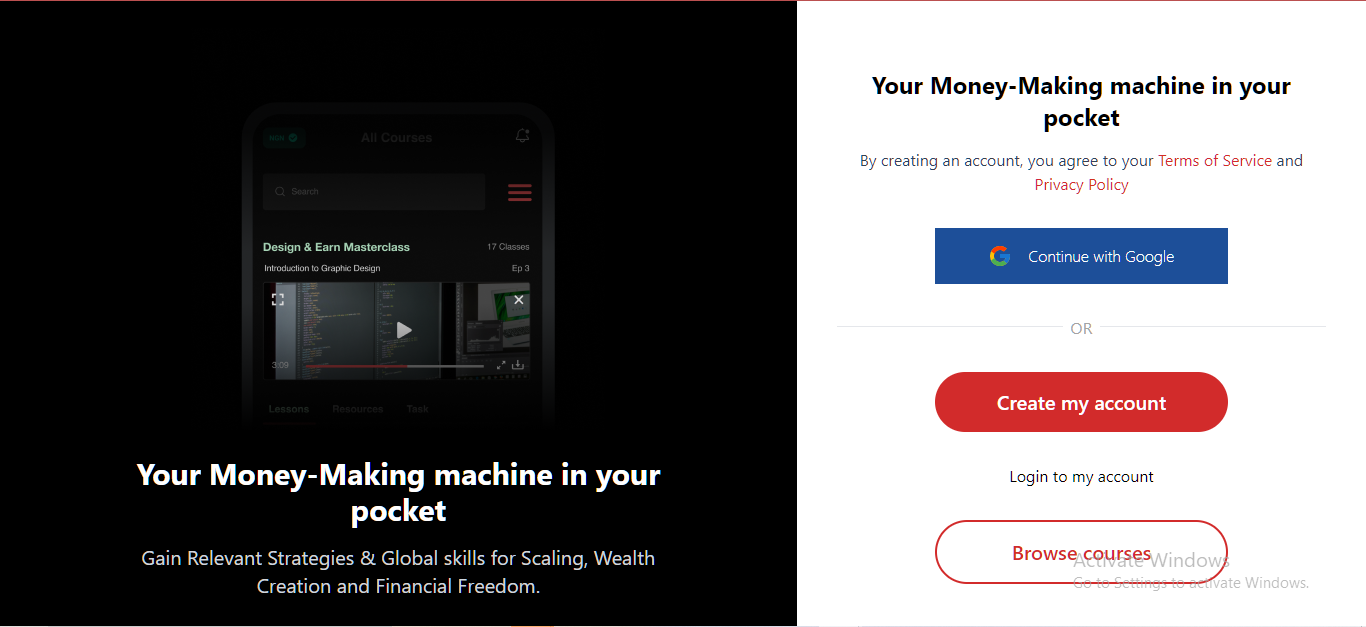 NGN
All Courses
Search
Design & Earn Masterclass
17 Classes
Introduction to Graphic Design
Ep 3
3:09
Lessons
Resources
Task
Your Money-Making machine in your
pocket
Gain Relevant Strategies & Global skills for Scaling, Wealth
Creation and Financial Freedom.
Your Money-Making machine in your
pocket
By creating an account, you agree to your Terms of Service and
Privacy Policy
Continue with Google
OR
Create my account
Login to my account
Browse courses
Activate Windows
Go to Settings to activate Windows.